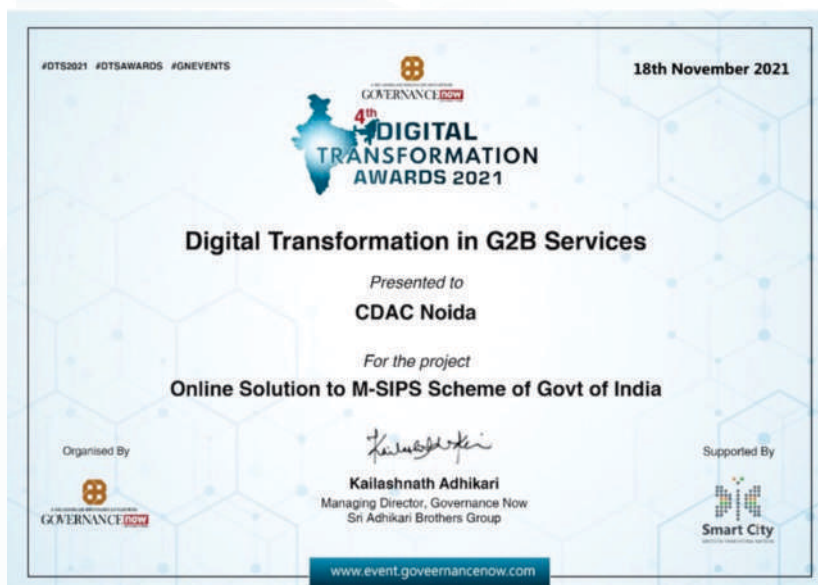 #DTS2021 #DTSAWARDS #GNEVENTS
18th November 2021
GOVERNANCE now
4th DIGITAL
TRANSFORMATION
AWARDS 2021
Digital Transformation in G2B Services
Presented to
CDAC Noida
For the project
Online Solution to M-SIPS Scheme of Govt of India
Organised By
GOVERNANCE now
Kailashnath Adhikari
Managing Director, Governance Now
Sri Adhikari Brothers Group
Supported By
Smart City
www.event.goveernancenow.com